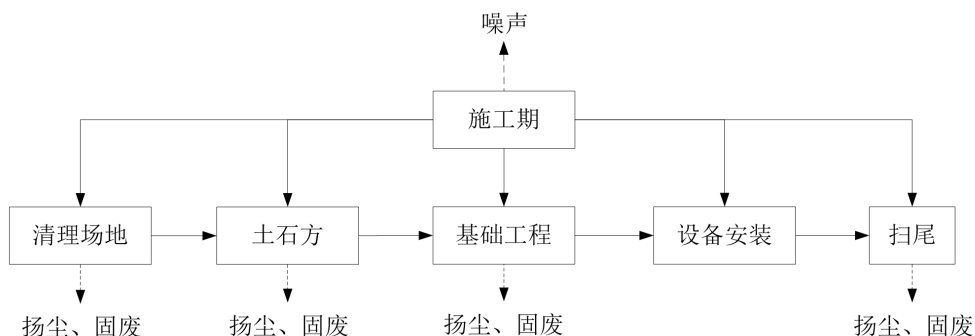 噪声
施工期
清理场地
土石方
基础工程
设备安装
扫尾
扬尘、固废
扬尘、固废
扬尘、固废
扬尘、固废